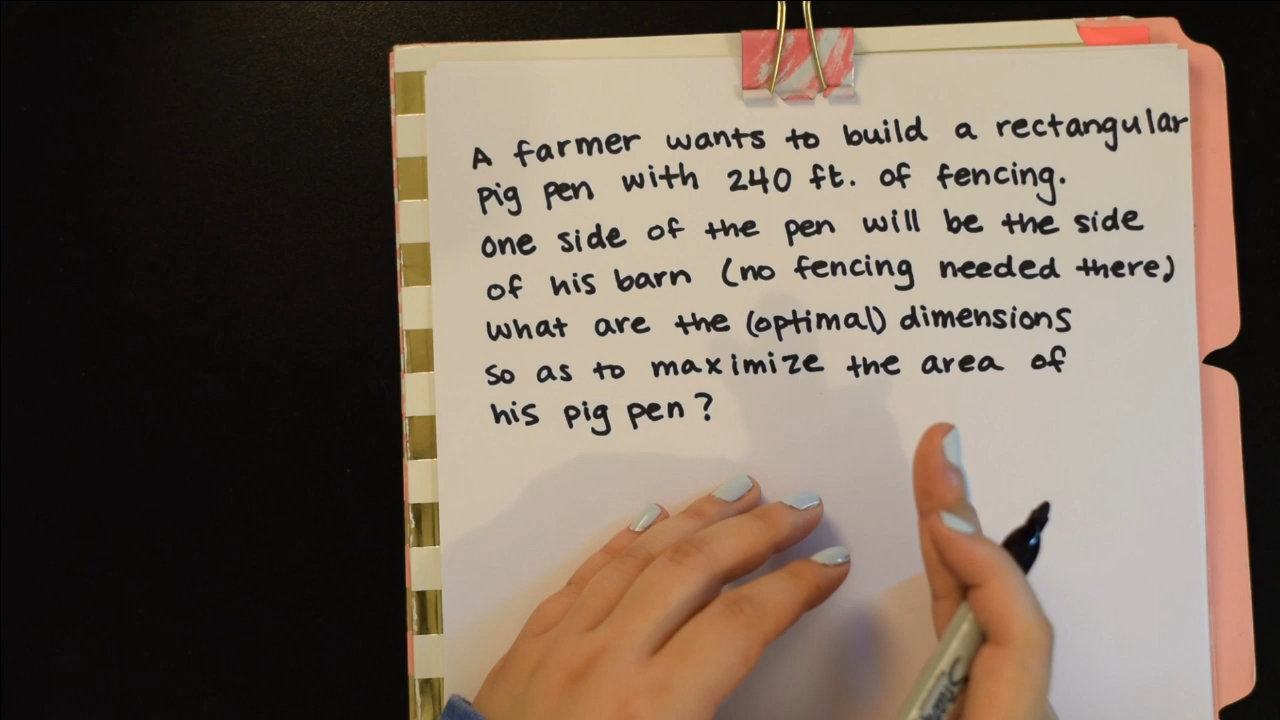 A farmer wants to build a rectangular
pig pen with 240 ft. of fencing.
one side of the pen will be the side
of his barn (no fencing needed there)
what are the (optimal) dimensions
so as to maximize the area of
his pig pen?